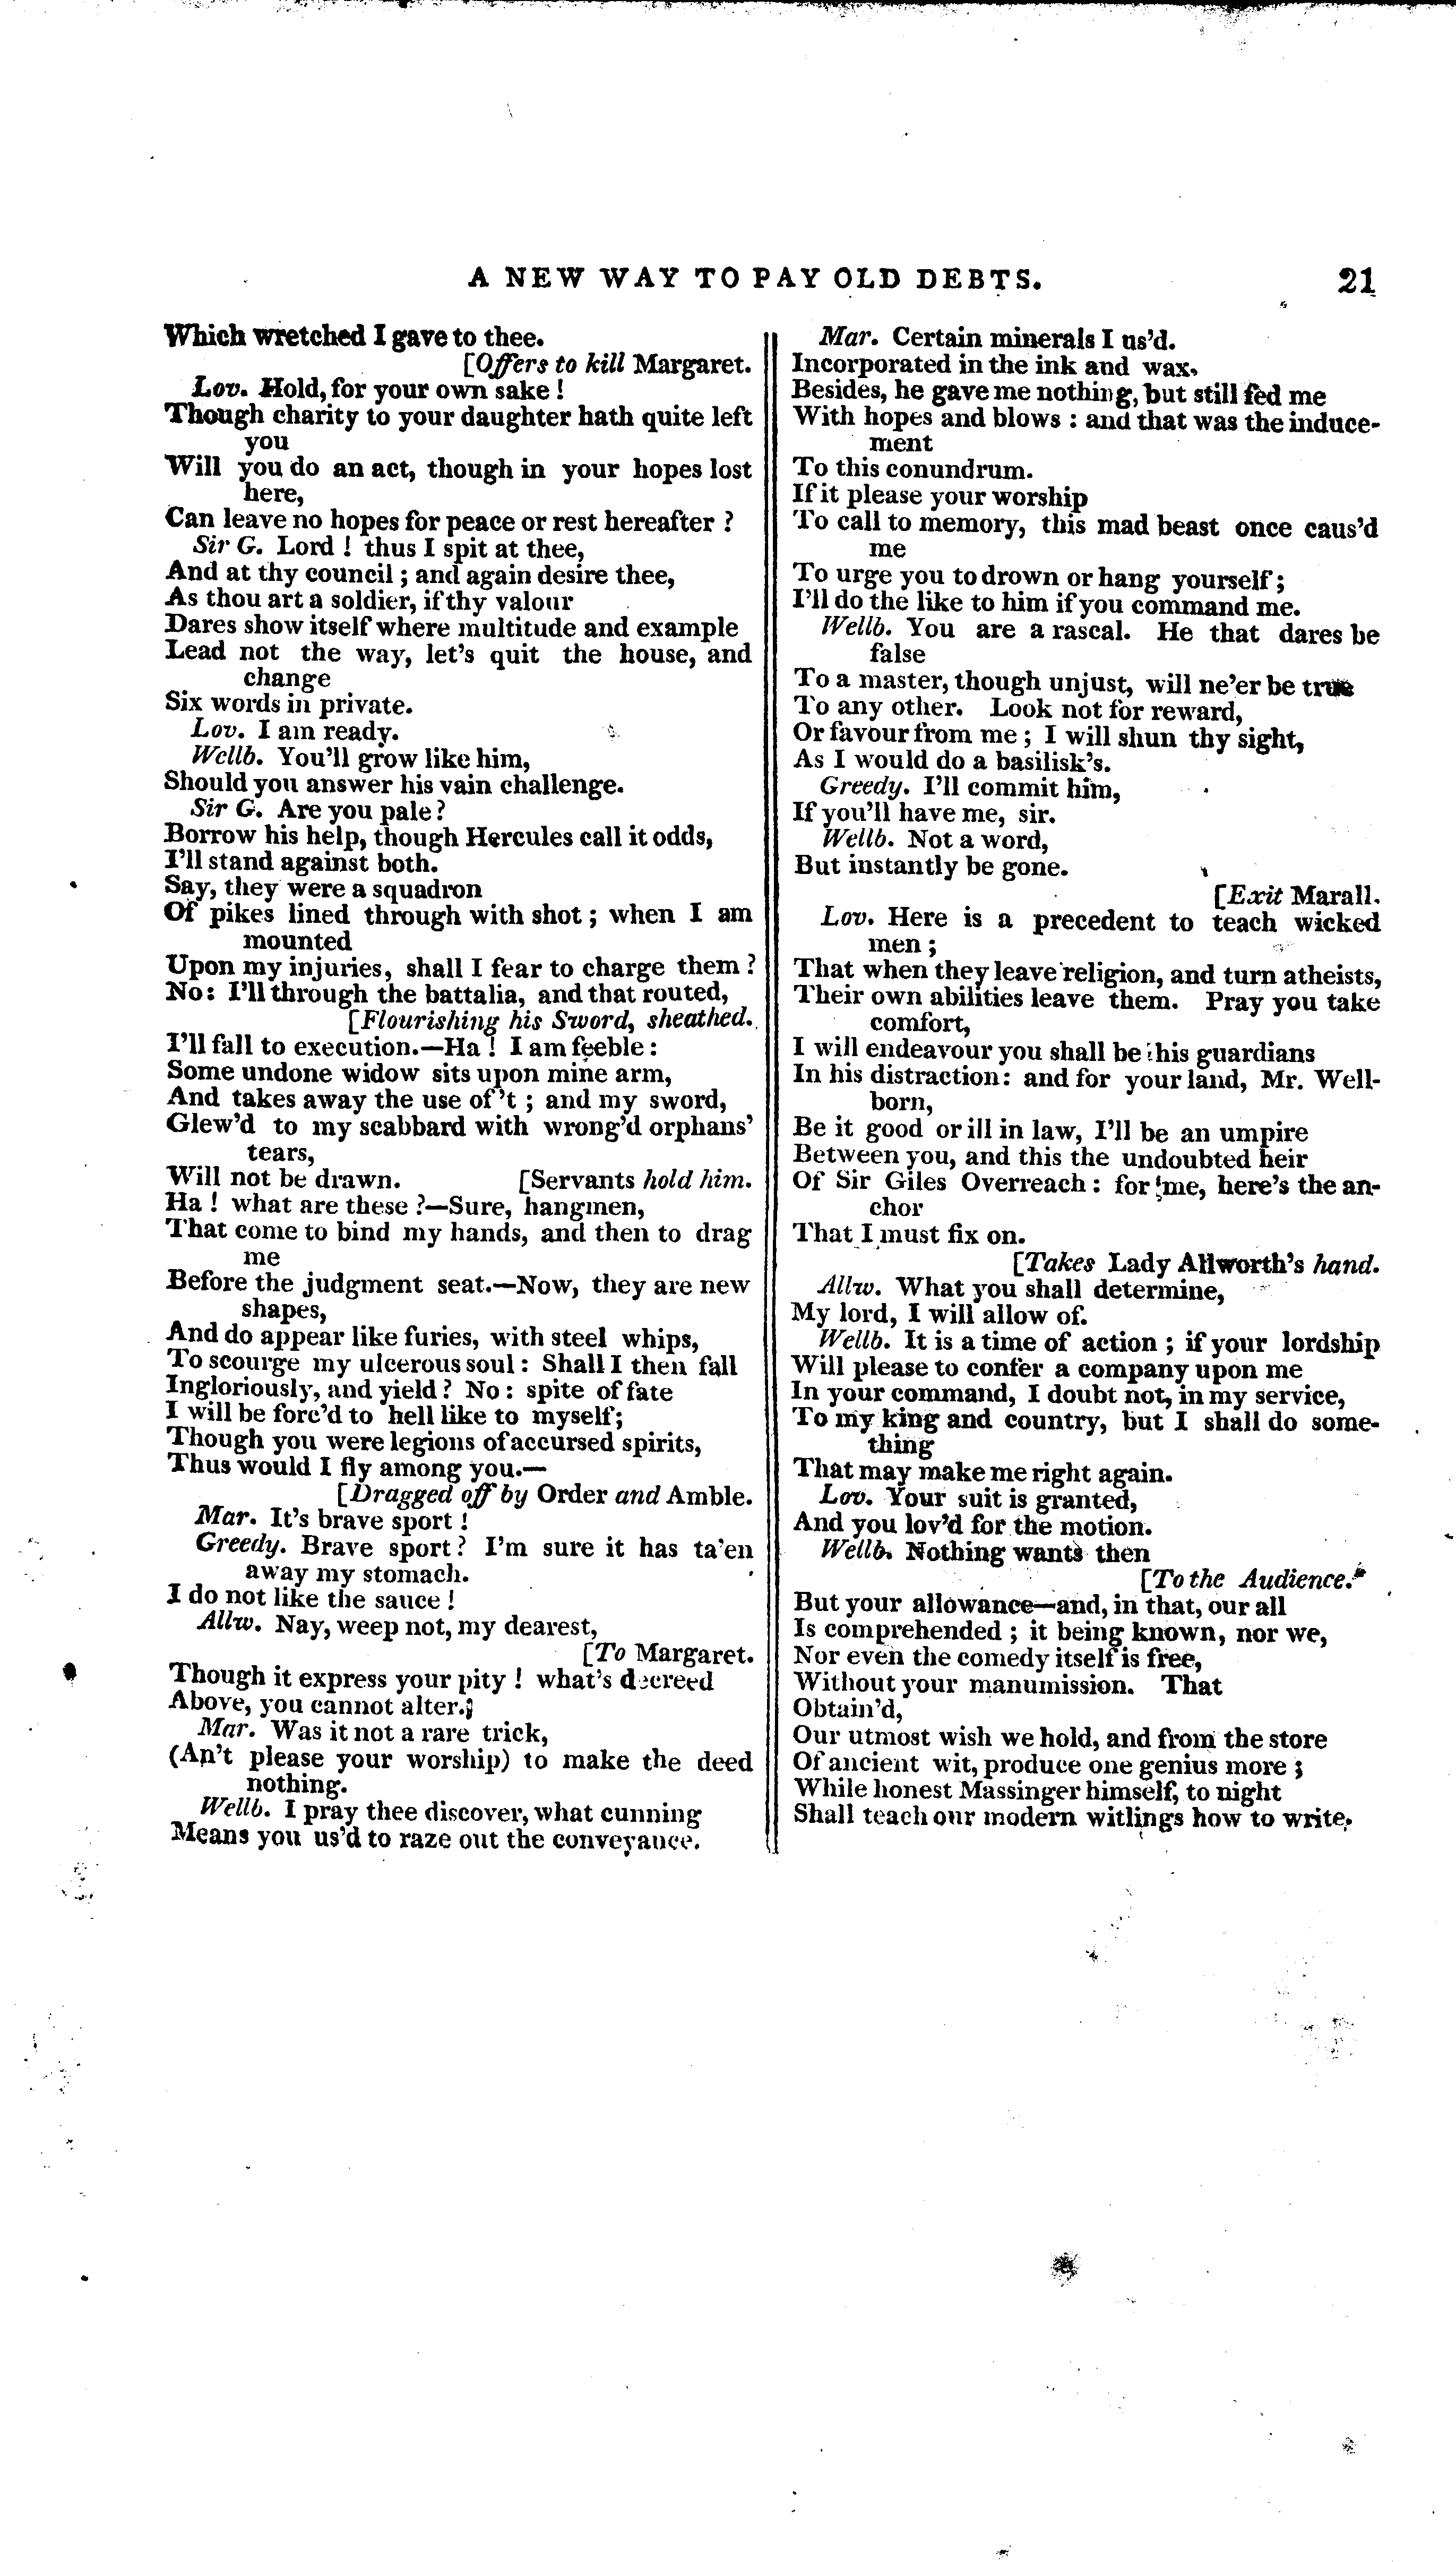 A NEW WAY TO PAY OLD DEBTS. 21
Which wretched I gave to thee.
[Offers to kill Margaret.
Lov. Hold, for your own sake !
Though charity to your daughter hath quite left
you
Will you do an act, though in your hopes lost
here,
Can leave no hopes for peace or rest hereafter ?
Sir G. Lord ! thus I spit at thee,
And at thy council ; and again desire thee,
As thou art a soldier, if thy valour
Dares show itself where multitude and example
Lead not the way, let's quit the house, and
change
Six words in private.
Lov. I am ready.
Wellb. You'll grow like him,
Should you answer his vain challenge.
Sir G. Are you pale ?
Borrow his help, though Hercules call it odds,
I'll stand against both.
Say, they were a squadron
Of pikes lined through with shot ; when I am
mounted
Upon my injuries, shall I fear to charge them ?
No: I'll through the battalia, and that routed,
[Flourishing his Sword, sheathed.
I'll fall to execution.—Ha ! I am feeble :
Some undone widow sits upon mine arm,
And takes away the use of 't ; and my sword,
Glew'd to my scabbard with wrong'd orphans'
tears,
Will not be drawn. [Servants hold him.
Ha ! what are these ?—Sure, hangmen,
That come to bind my hands, and then to drag
me
Before the judgment seat.—Now, they are new
shapes,
And do appear like furies, with steel whips,
To scourge my ulcerous soul : Shall I then fall
Ingloriously, and yield ? No : spite of fate
I will be forc'd to hell like to myself;
Though you were legions of accursed spirits,
Thus would I fly among you.—
[Dragged off by Order and Amble.
Mar. It's brave sport !
Greedy. Brave sport ? I'm sure it has ta'en
away my stomach.
I do not like the sauce !
Allw. Nay, weep not, my dearest,
[To Margaret.
Though it express your pity ! what's decreed
Above, you cannot alter.
Mar. Was it not a rare trick,
(An't please your worship) to make the deed
nothing.
Wellb. I pray thee discover, what cunning
Means you us'd to raze out the conveyance.
Mar. Certain minerals I us'd.
Incorporated in the ink and wax.
Besides, he gave me nothing, but still fed me
With hopes and blows : and that was the induce-
ment
To this conundrum.
If it please your worship
To call to memory, this mad beast once caus'd
me
To urge you to drown or hang yourself ;
I'll do the like to him if you command me.
Wellb. You are a rascal. He that dares be
false
To a master, though unjust, will ne'er be true
To any other. Look not for reward,
Or favour from me ; I will shun thy sight,
As I would do a basilisk's.
Greedy. I'll commit him,
If you'll have me, sir.
Wellb. Not a word,
But instantly be gone.
[Exit Marall.
Lov. Here is a precedent to teach wicked
men ;
That when they leave religion, and turn atheists,
Their own abilities leave them. Pray you take
comfort,
I will endeavour you shall be his guardians
In his distraction: and for your land, Mr. Well-
born,
Be it good or ill in law, I'll be an umpire
Between you, and this the undoubted heir
Of Sir Giles Overreach : for me, here's the an-
chor
That I must fix on.
[Takes Lady Allworth's hand.
Allw. What you shall determine,
My lord, I will allow of.
Wellb. It is a time of action ; if your lordship
Will please to confer a company upon me
In your command, I doubt not, in my service,
To my king and country, but I shall do some-
thing
That may make me right again.
Lov. Your suit is granted,
And you lov'd for the motion.
Wellb. Nothing wants then
[To the Audience.
But your allowance—and, in that, our all
Is comprehended ; it being known, nor we,
Nor even the comedy itself is free,
Without your manumission. That
Obtain'd,
Our utmost wish we hold, and from the store
Of ancient wit, produce one genius more ;
While honest Massinger himself, to night
Shall teach our modern witlings how to write.